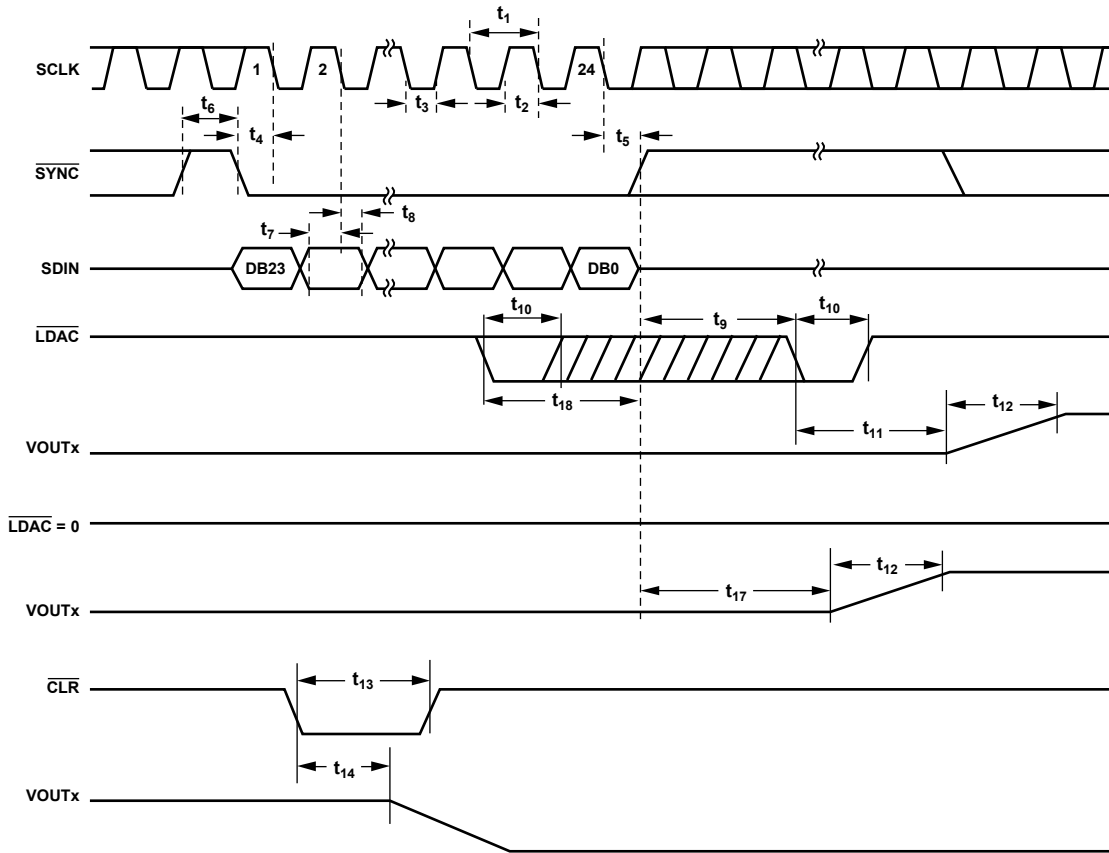 t1
SCLK
1
2
24
t3
t2
t6
t4
t5
SYNC
t8
t7
SDIN
DB23
DB0
t10
t9
t10
LDAC
t18
t12
t11
VOUTx
LDAC = 0
t12
t17
VOUTx
CLR
t13
t14
VOUTx